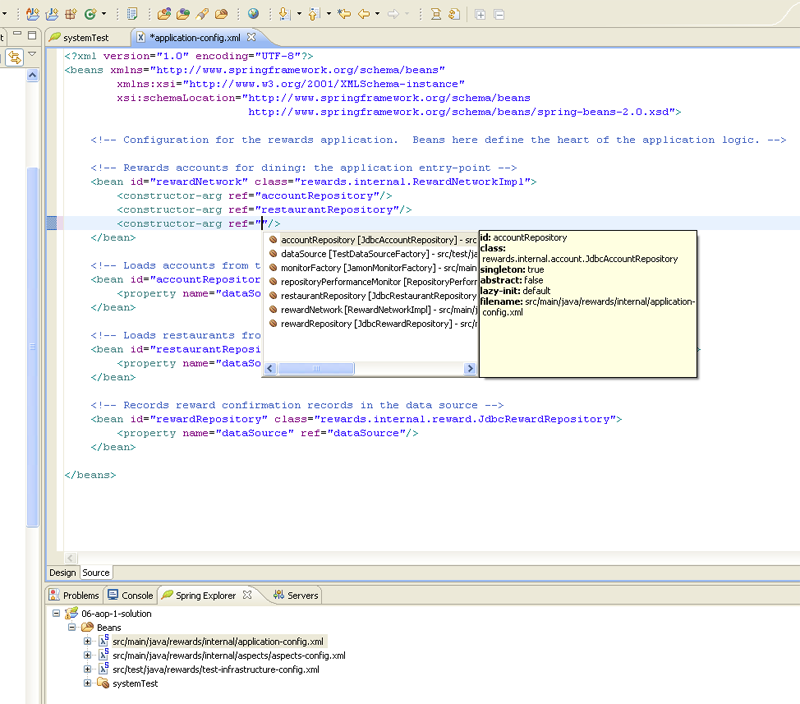 systemTest
*application-config.xml
<?xml version="1.0" encoding="UTF-8"?>
<beans xmlns="http://www.springframework.org/schema/beans"
xmlns:xsi="http://www.w3.org/2001/XMLSchema-instance"
xsi:schemaLocation="http://www.springframework.org/schema/beans
http://www.springframework.org/schema/beans/spring-beans-2.0.xsd">
<!-- Configuration for the rewards application.  Beans here define the heart of the application logic. -->
<!-- Rewards accounts for dining: the application entry-point -->
<bean id="rewardNetwork" class="rewards.internal.RewardNetworkImpl">
<constructor-arg ref="accountRepository"/>
<constructor-arg ref="restaurantRepository"/>
<constructor-arg ref=""/>
</bean>
<!-- Loads accounts from t
<bean id="accountRepositor
<property name="dataSo
</bean>
<!-- Loads restaurants fro
<bean id="restaurantReposi
<property name="dataSo
</bean>
<!-- Records reward confirmation records in the data source -->
<bean id="rewardRepository" class="rewards.internal.reward.JdbcRewardRepository">
<property name="dataSource" ref="dataSource"/>
</bean>
</beans>
accountRepository [JdbcAccountRepository] - src
dataSource [TestDataSourceFactory] - src/test/ja
monitorFactory [JamonMonitorFactory] - src/main
repositoryPerformanceMonitor [RepositoryPerform
restaurantRepository [JdbcRestaurantRepository
rewardNetwork [RewardNetworkImpl] - src/main/j
rewardRepository [JdbcRewardRepository] - src/r
id: accountRepository
class:
rewards.internal.account.JdbcAccountRepository
singleton: true
abstract: false
lazy-init: default
filename: src/main/java/rewards/internal/application-
config.xml
Design Source
Problems Console Spring Explorer Servers
06-aop-1-solution
Beans
src/main/java/rewards/internal/application-config.xml
src/main/java/rewards/internal/aspects/aspects-config.xml
src/test/java/rewards/test-infrastructure-config.xml
systemTest